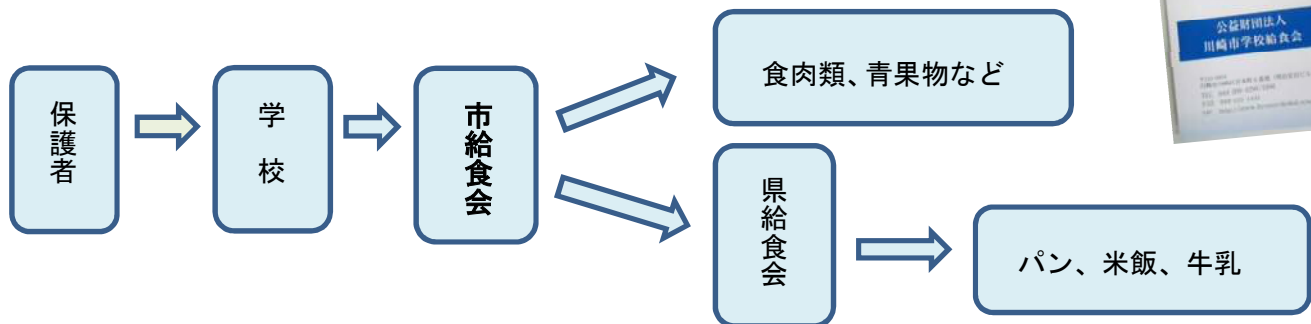 保護者
学校
市給食会
食肉類、青果物など
県給食会
パン、米飯、牛乳
公益財団法人
川崎市学校給食会